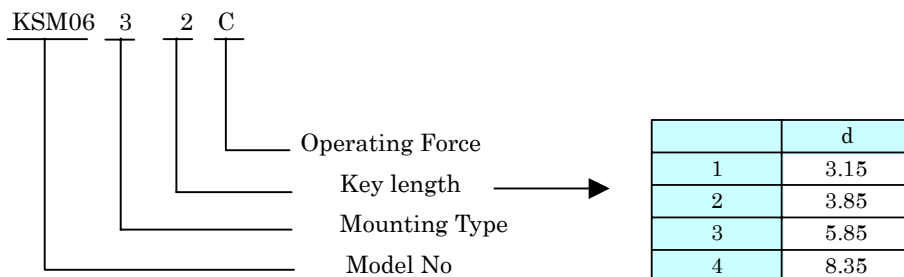 KSM06 3 2 C
Operating Force
Key length
Mounting Type
Model No
d
1 3.15
2 3.85
3 5.85
4 8.35